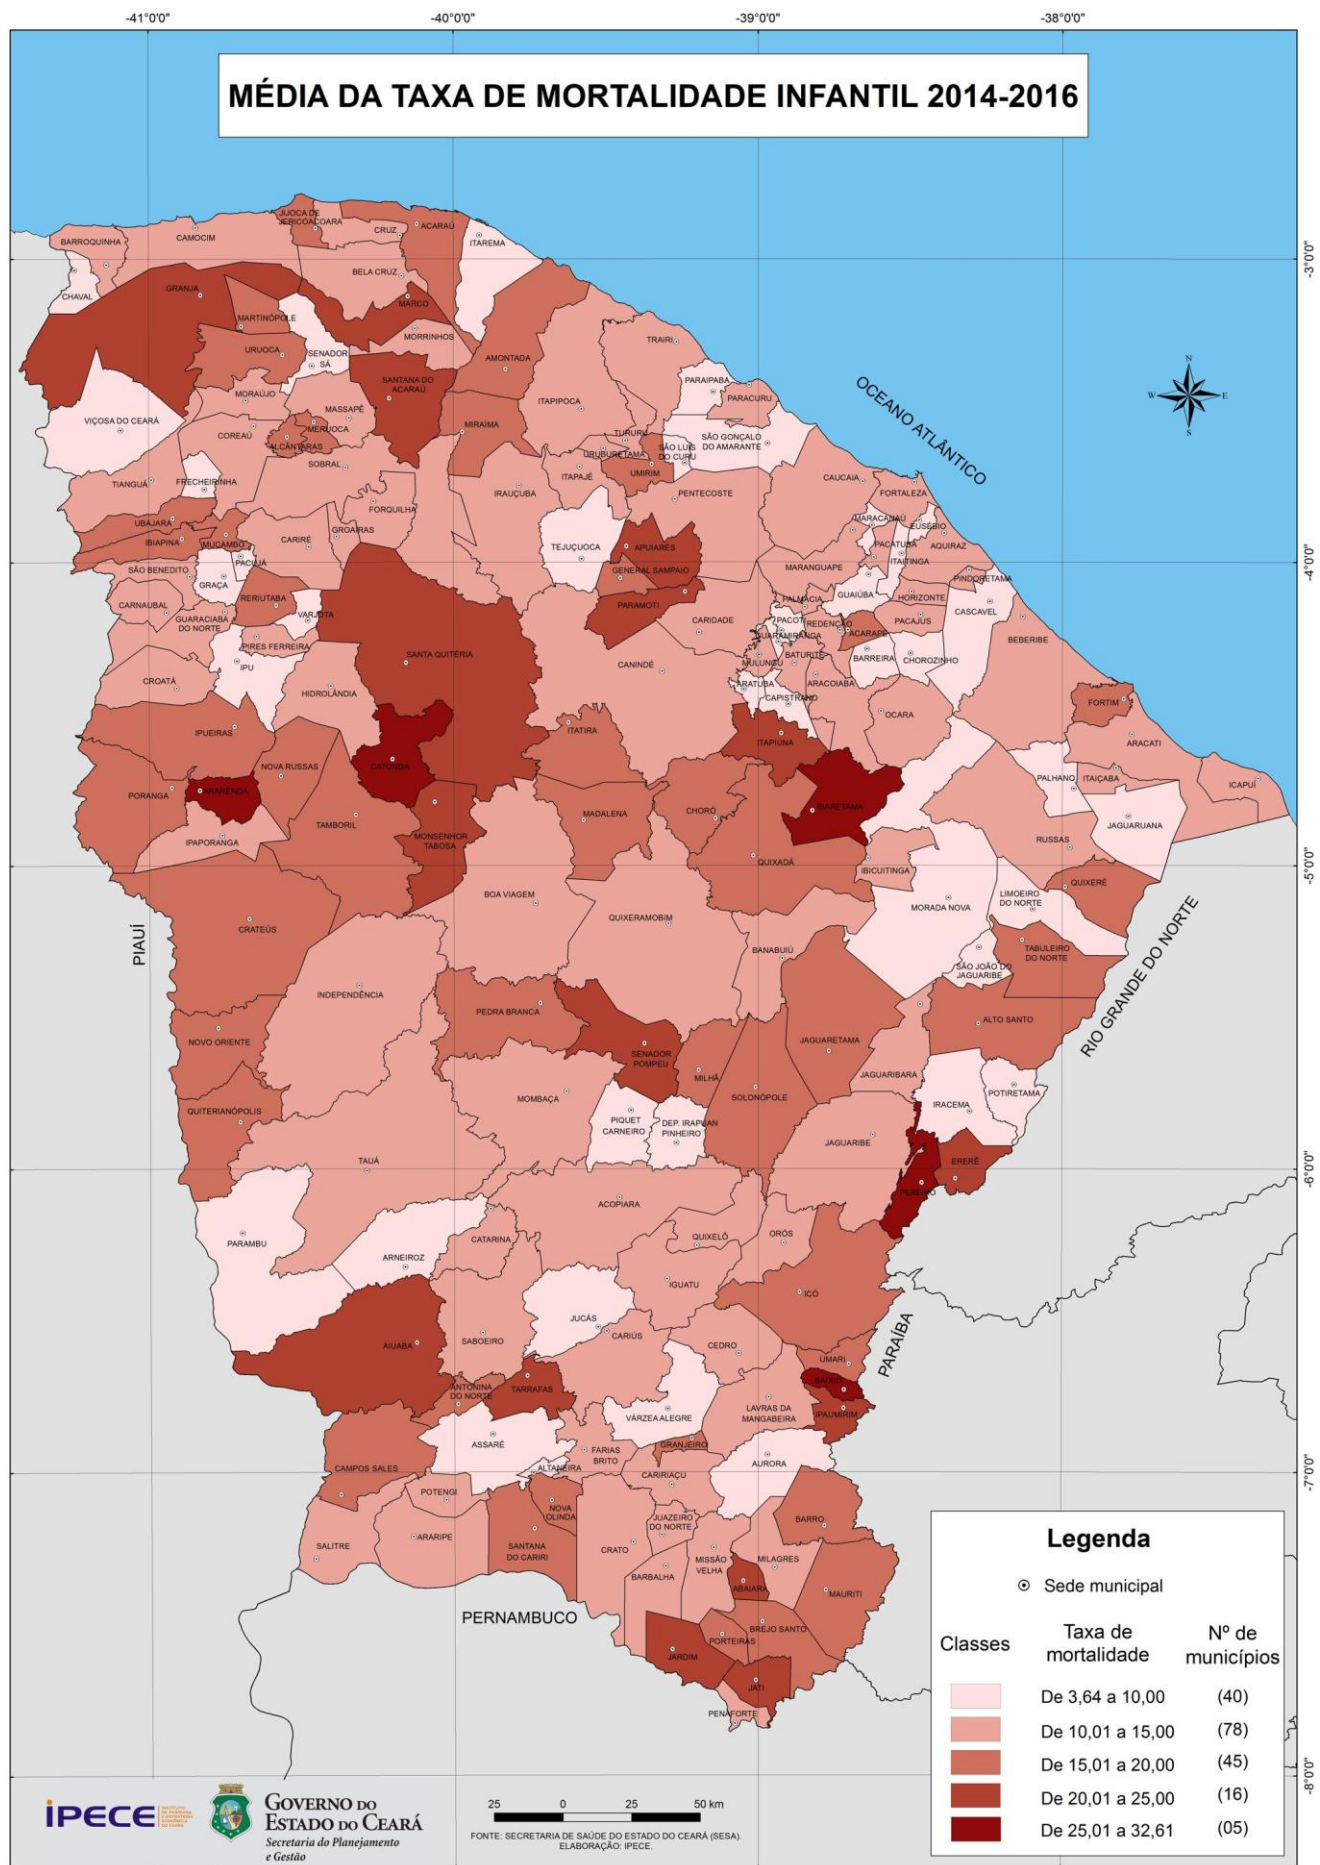 -41°0'0"
-40°0'0"
-39°0'0"
-38°0'0"
MÉDIA DA TAXA DE MORTALIDADE INFANTIL 2014-2016
JIJOCA DE
JERICOACOARA
CRUZ
ACARAÚ
ITAREMA
BARROQUINHA
CAMOCIM
-3°0'0"
BELA CRUZ
CHAVAL
GRANJA
MARCO
MARTINÓPOLE
MORRINHOS
URUOCA
SENADOR
SÁ
AMONTADA
TRAIRI
N
W
E
S
OCEANO ATLÂNTICO
SANTANA DO
ACARAÚ
PARAIPABA
PARACURU
MORAÚJO
MASSAPÊ
ITAPIPOCA
VIÇOSA DO CEARÁ
MERUOCA
COREAÚ
ALCÂNTARAS
MIRAÍMA
TURURU
URUBURETAMA
SÃO LUIS
DO CURU
SÃO GONÇALO
DO AMARANTE
SOBRAL
ITAPAJÉ
UMIRIM
TIANGUÁ
FRECHEIRINHA
IRAUÇUBA
PENTECOSTE
CAUCAIA
FORTALEZA
FORQUILHA
UBAJARA
GROAÍRAS
MARACANAÚ
EUSÉBIO
IBIAPINA
MUCAMBO
CARIRÉ
TEJUÇUOCA
APUIARÉS
PACATUBA
AQUIRAZ
PACUJÁ
ITAITINGA
-4°0'0"
SÃO BENEDITO
GRAÇA
GENERAL SAMPAIO
MARANGUAPE
PINDORETAMA
CARNAUBAL
RERIUTABA
PARAMOTI
PALMÁCIA
GUAIÚBA
HORIZONTE
CASCAVEL
GUARACIABA
DO NORTE
VARJOTA
CARIDADE
PACOTI
REDENÇÃO
PACAJUS
PIRES FERREIRA
GUARAMIRANGA
ACARAPE
BEBERIBE
IPU
SANTA QUITÉRIA
CANINDÉ
MULUNGU
BATURITÉ
BARREIRA
CHOROZINHO
CROATÁ
HIDROLÂNDIA
ARATUBA
ARACOIABA
CAPISTRANO
FORTIM
IPUEIRAS
ITATIRA
OCARA
ITAPIÚNA
ARACATI
CATUNDA
NOVA RUSSAS
PALHANO
ITAIÇABA
ICAPUÍ
PORANGA
ARARENDÁ
MADALENA
CHORÓ
IBARETAMA
JAGUARUANA
TAMBORIL
MONSENHOR
TABOSA
IPAPORANGA
RUSSAS
QUIXADÁ
-5°0'0"
BOA VIAGEM
IBICUITINGA
QUIXERÉ
CRATEÚS
QUIXERAMOBIM
MORADA NOVA
LIMOEIRO
DO NORTE
PIAUÍ
BANABUIÚ
TABULEIRO
DO NORTE
SÃO JOÃO DO
JAGUARIBE
INDEPENDÊNCIA
PEDRA BRANCA
RIO GRANDE DO NORTE
NOVO ORIENTE
JAGUARETAMA
ALTO SANTO
SENADOR
POMPEU
MILHÃ
JAGUARIBARA
SOLONÓPOLE
POTIRETAMA
MOMBAÇA
IRACEMA
QUITERIANÓPOLIS
PIQUET
CARNEIRO
DEP. IRAPUAN
PINHEIRO
JAGUARIBE
TAUÁ
ERERÊ
-6°0'0"
PEREIRO
ACOPIARA
PARAMBU
CATARINA
QUIXELÔ
ORÓS
ARNEIROZ
IGUATU
ICÓ
JUCÁS
CARIÚS
AIUABA
SABOEIRO
CEDRO
PARAÍBA
UMARI
BAIXIO
ANTONINA
DO NORTE
TARRAFAS
IPAUMIRIM
LAVRAS DA
MANGABEIRA
VÁRZEA ALEGRE
ASSARÉ
GRANJEIRO
FARIAS
BRITO
AURORA
CAMPOS SALES
ALTANEIRA
-7°0'0"
CARIRIAÇU
POTENGI
NOVA
OLINDA
JUAZEIRO
DO NORTE
BARRO
ARARIPE
SALITRE
SANTANA
DO CARIRI
CRATO
MISSÃO
VELHA
MILAGRES
BARBALHA
ABAIARA
MAURITI
PERNAMBUCO
BREJO SANTO
PORTEIRAS
JARDIM
JATI
PENAFORTE
-8°0'0"
Legenda
Sede municipal
Classes
Taxa de
mortalidade
Nº de
municípios
De 3,64 a 10,00 (40)
De 10,01 a 15,00 (78)
De 15,01 a 20,00 (45)
De 20,01 a 25,00 (16)
De 25,01 a 32,61 (05)
iPECE
GOVERNO DO
ESTADO DO CEARÁ
Secretaria do Planejamento
e Gestão
25 0 25 50 km
FONTE: SECRETARIA DE SAÚDE DO ESTADO DO CEARÁ (SESA).
ELABORAÇÃO: IPECE.